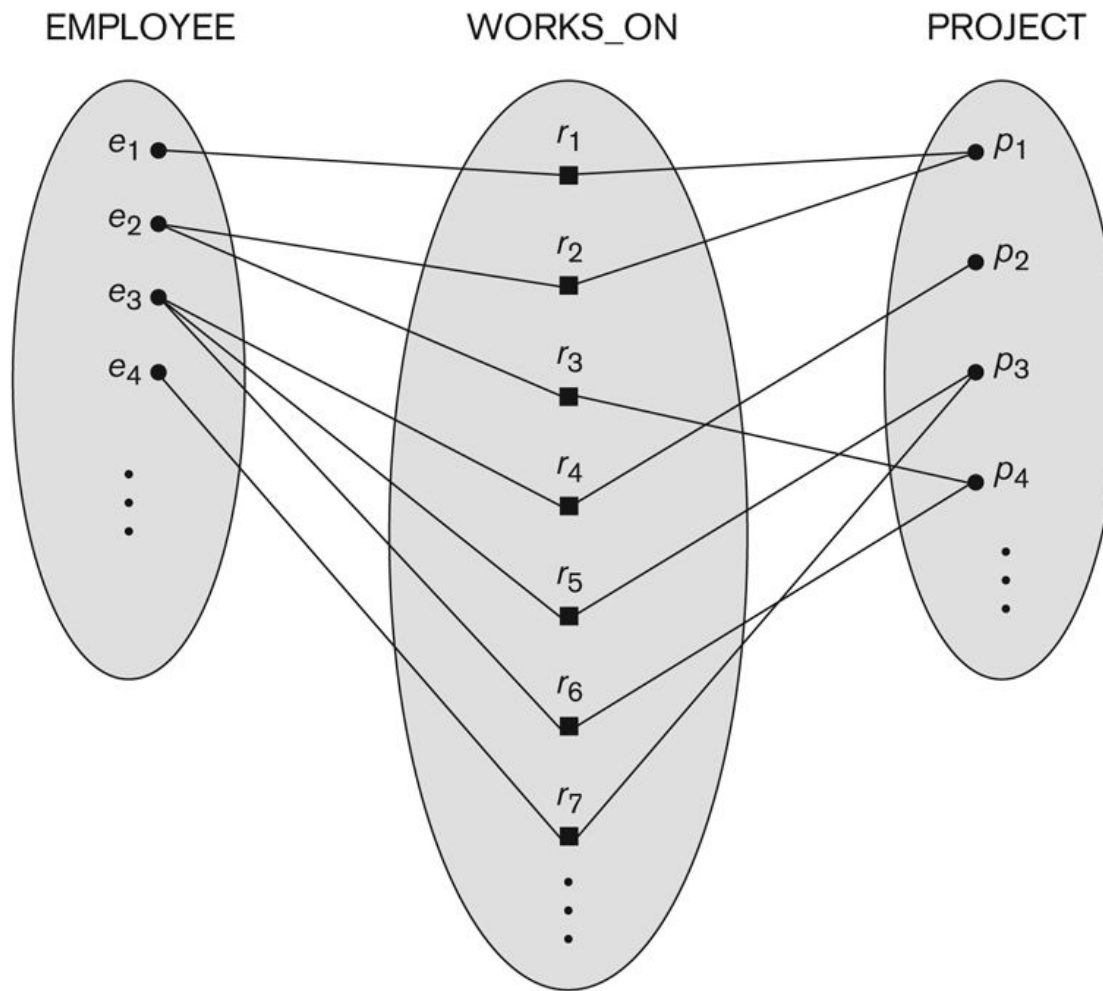 EMPLOYEE WORKS_ON PROJECT
e1 r1 p1
e2 r2 p2
e3 r3 p3
e4 r4 p4
r5
r6
r7